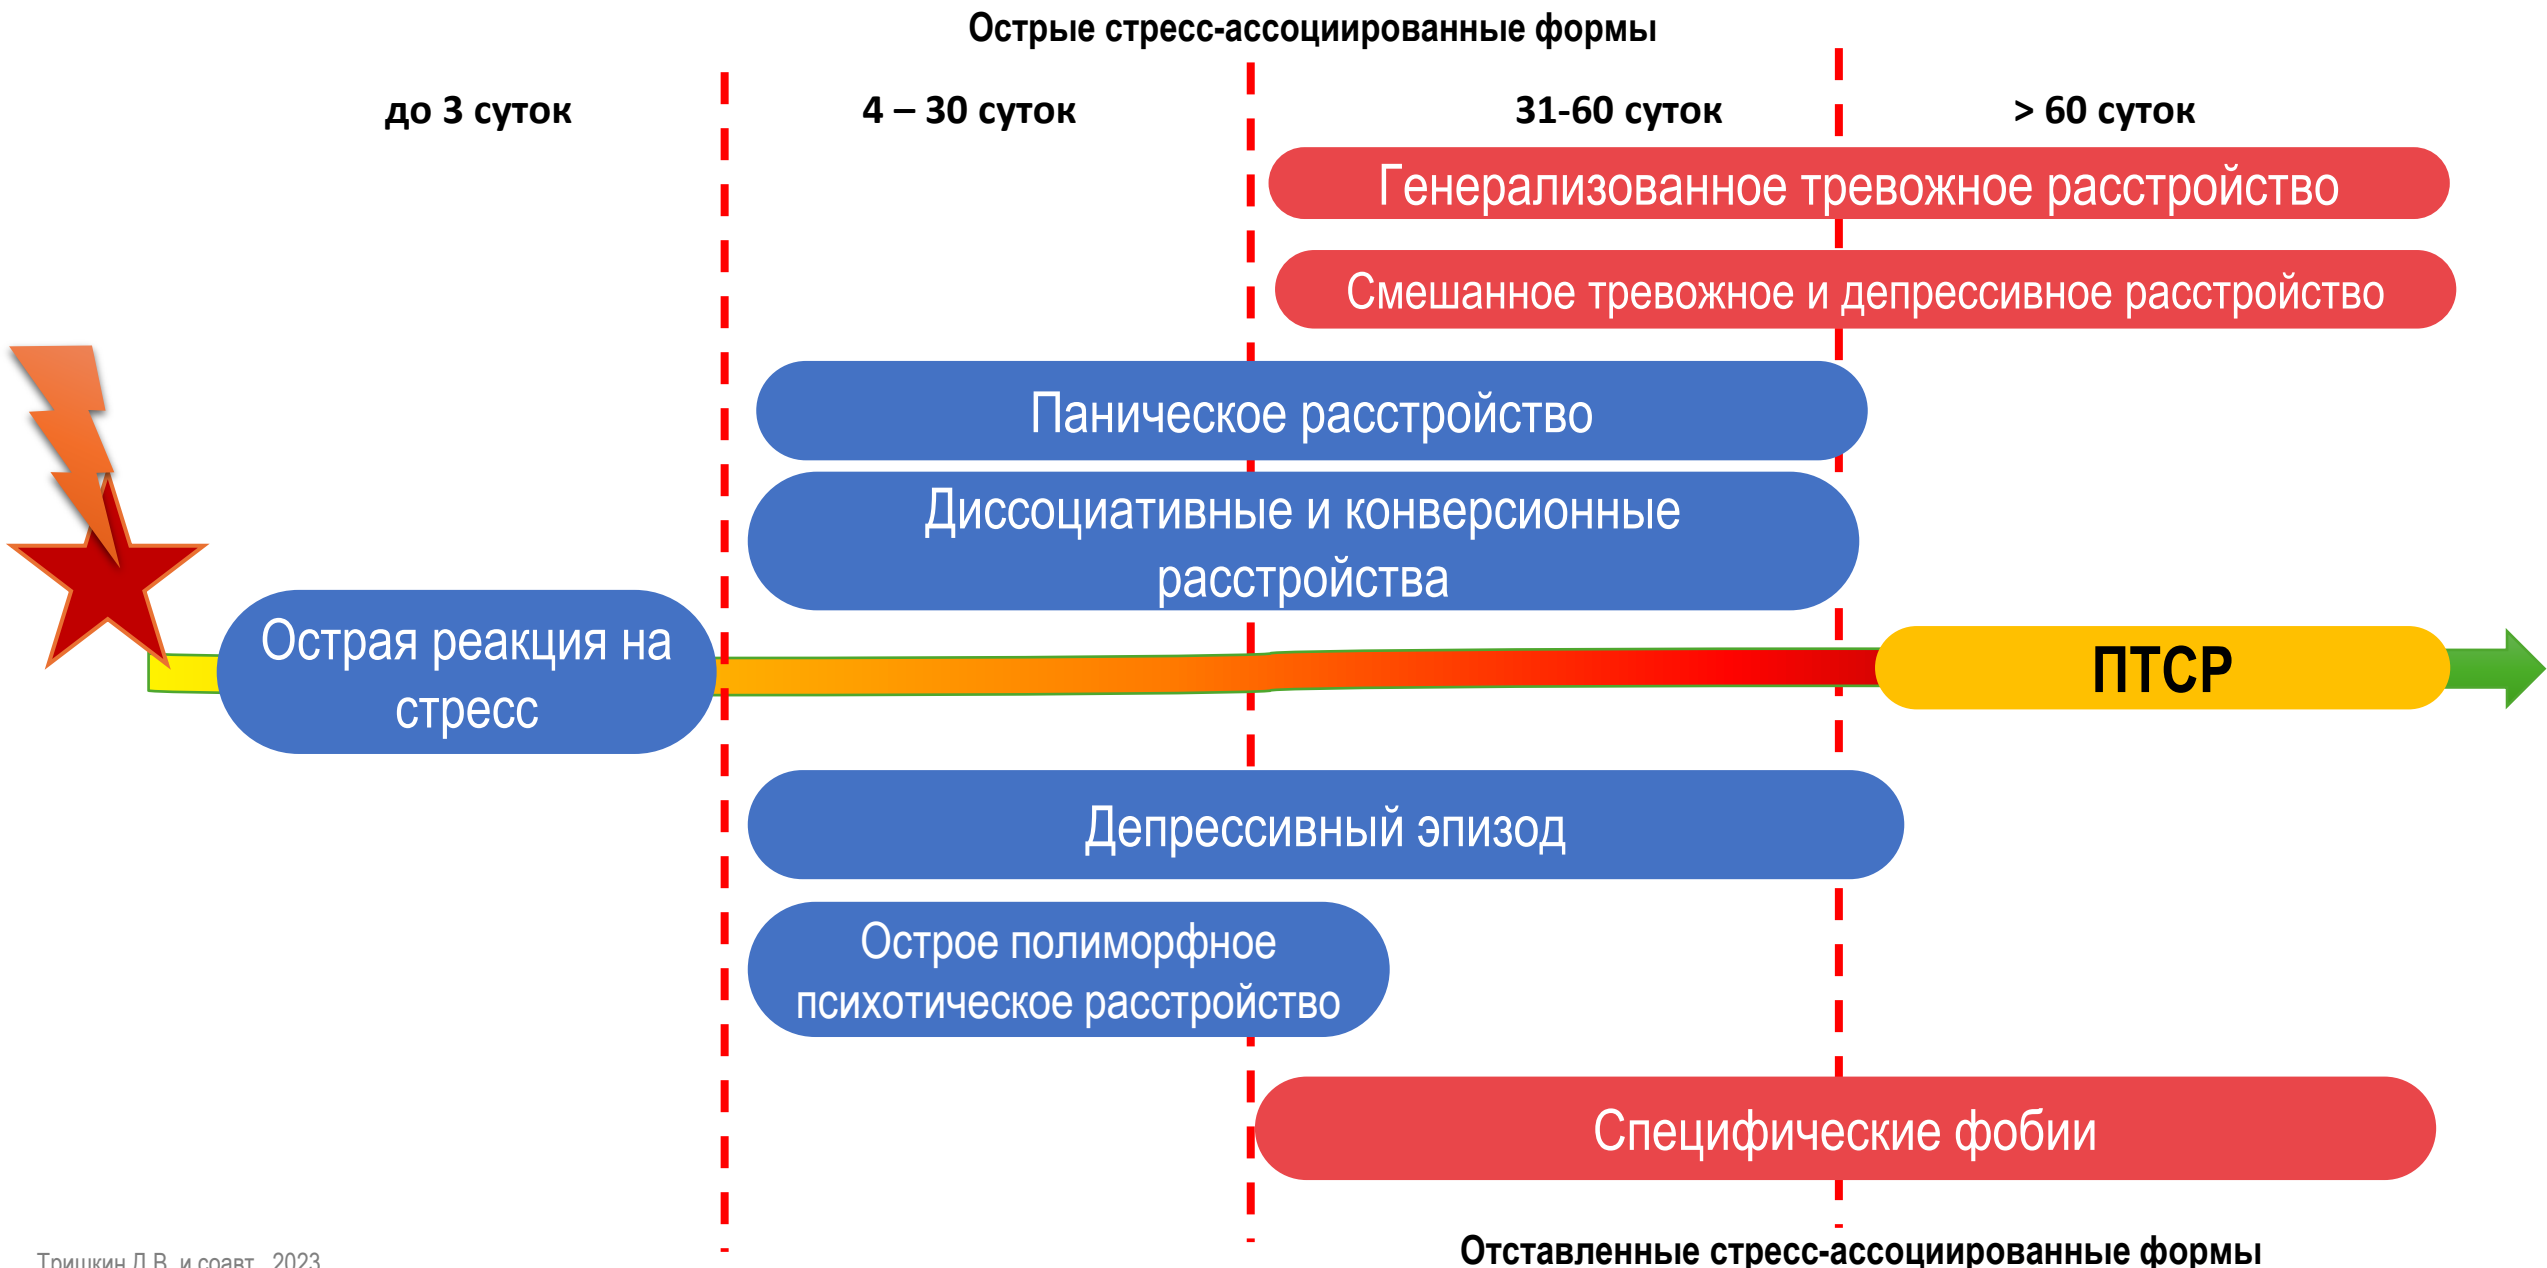 Острые стресс-ассоциированные формы
до 3 суток
4 – 30 суток
31-60 суток
> 60 суток
Генерализованное тревожное расстройство
Смешанное тревожное и депрессивное расстройство
Паническое расстройство
Диссоциативные и конверсионные
расстройства
Острая реакция на
стресс
ПТСР
Депрессивный эпизод
Острое полиморфное
психотическое расстройство
Специфические фобии
Отставленные стресс-ассоциированные формы
Тришкин Д.В. и соавт., 2023